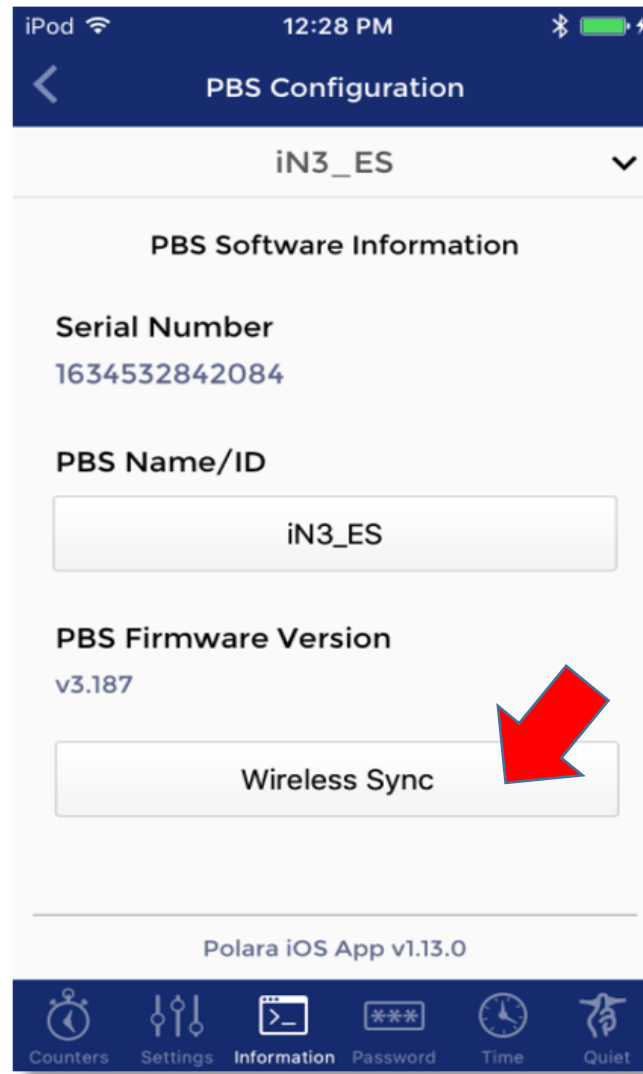 iPod 12:28 PM
PBS Configuration
iN3_ES
PBS Software Information
Serial Number
1634532842084
PBS Name/ID
iN3_ES
PBS Firmware Version
v3.187
Wireless Sync
Polara iOS App v1.13.0
***
Counters Settings Information Password Time Quiet